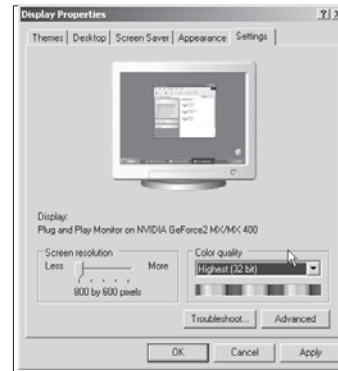 Display Properties
Themes Desktop Screen Saver Appearance Settings
Display:
Plug and Play Monitor on NVIDIA GeForce2 MX/MX 400
Screen resolution
Less More
800 by 600 pixels
Color quality
Highest (32 bit)
Troubleshoot... Advanced
OK Cancel Apply